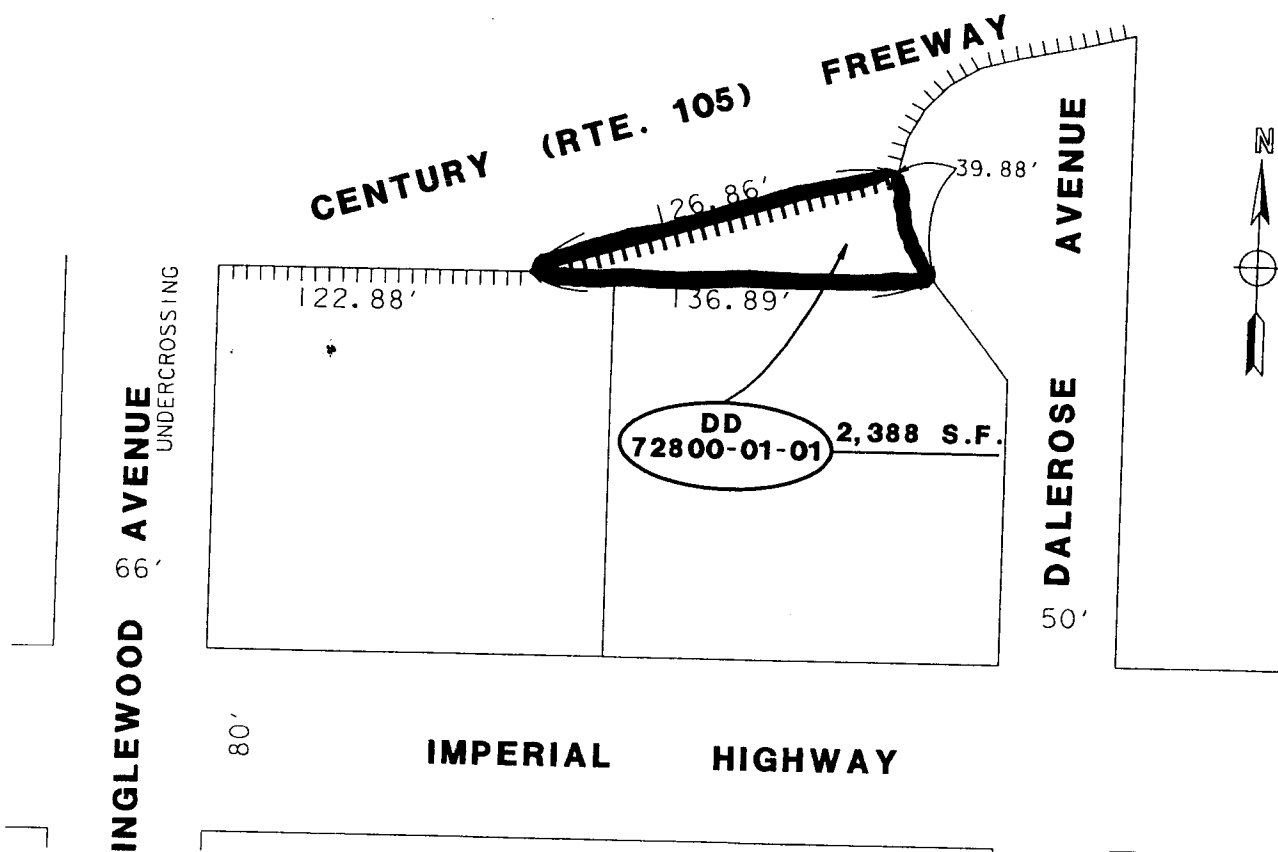 CENTURY (RTE. 105) FREEWAY
N
39.88'
126.86'
122.88'
136.89'
UNDERCROSSING
DD
72800-01-01
2,388 S.F.
INGLEWOOD AVENUE
66'
DALEROSE AVENUE
50'
80'
IMPERIAL HIGHWAY